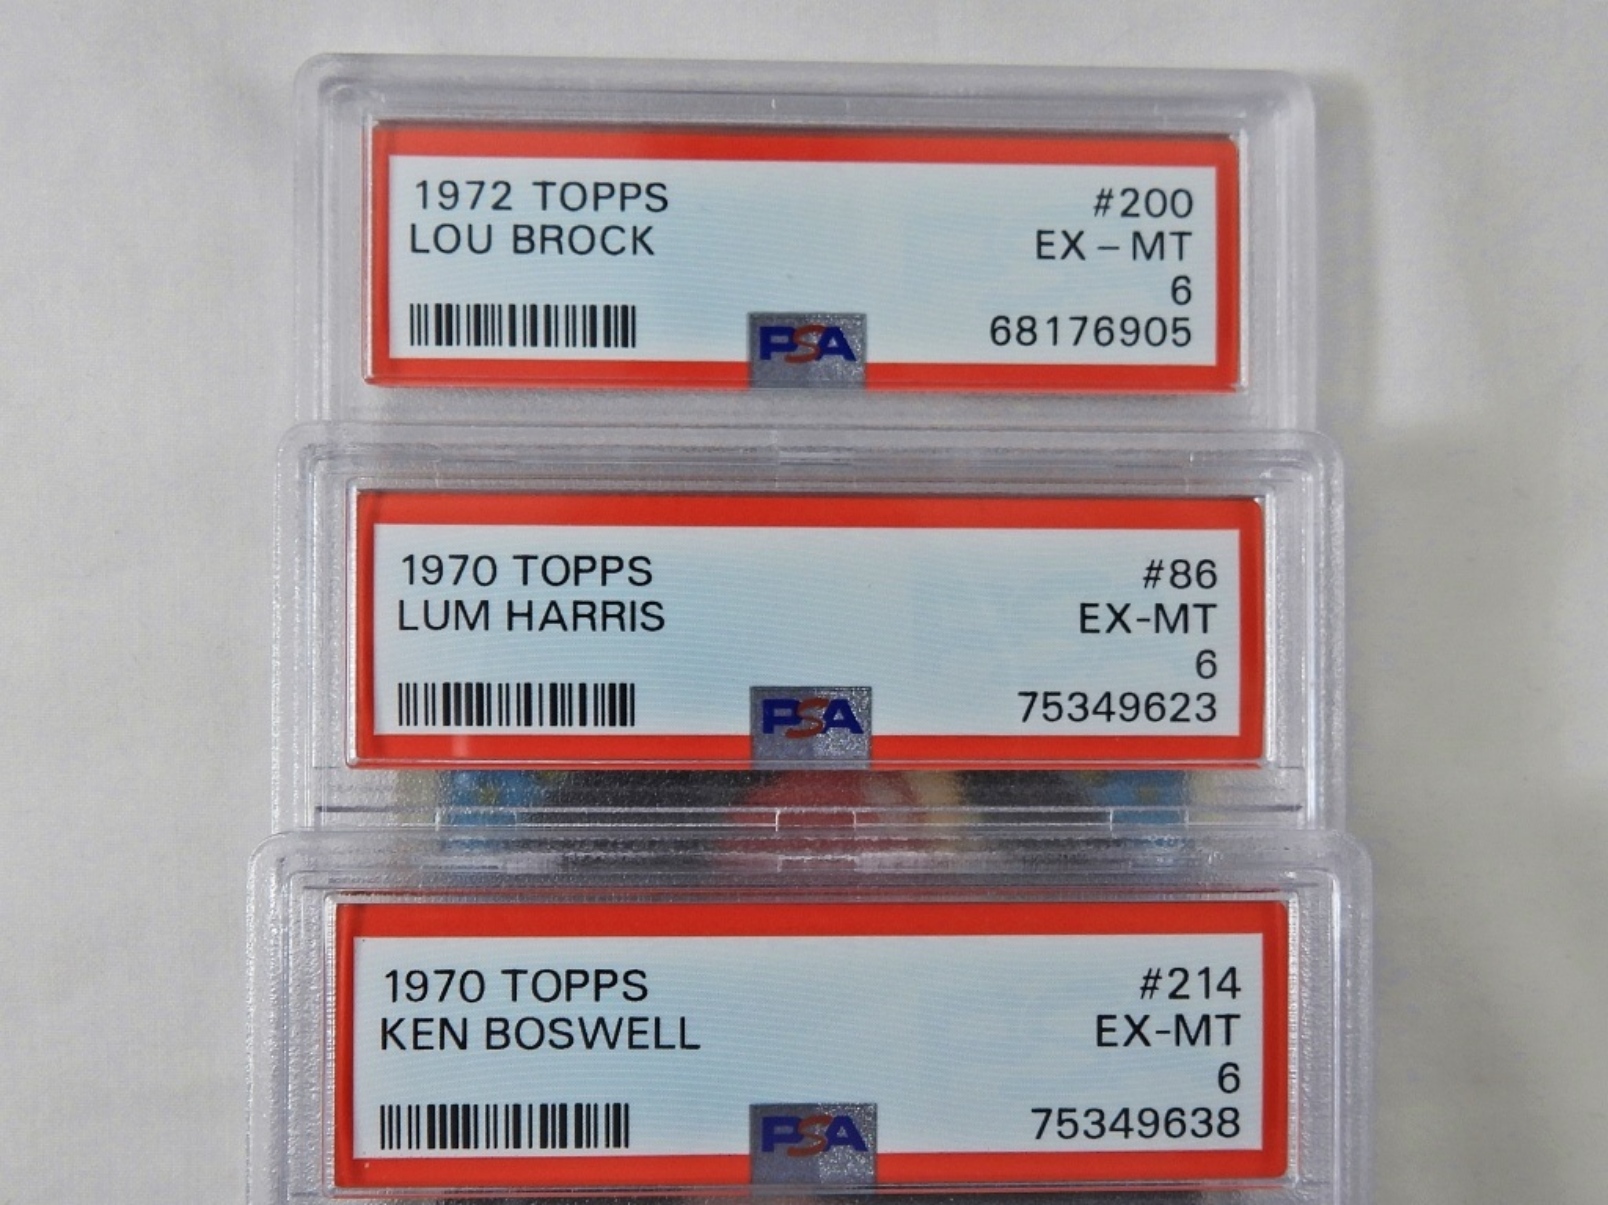 1972 TOPPS #200
LOU BROCK EX – MT
6
68176905
PSA
1970 TOPPS #86
LUM HARRIS EX-MT
6
75349623
PSA
1970 TOPPS #214
KEN BOSWELL EX-MT
6
75349638
PSA